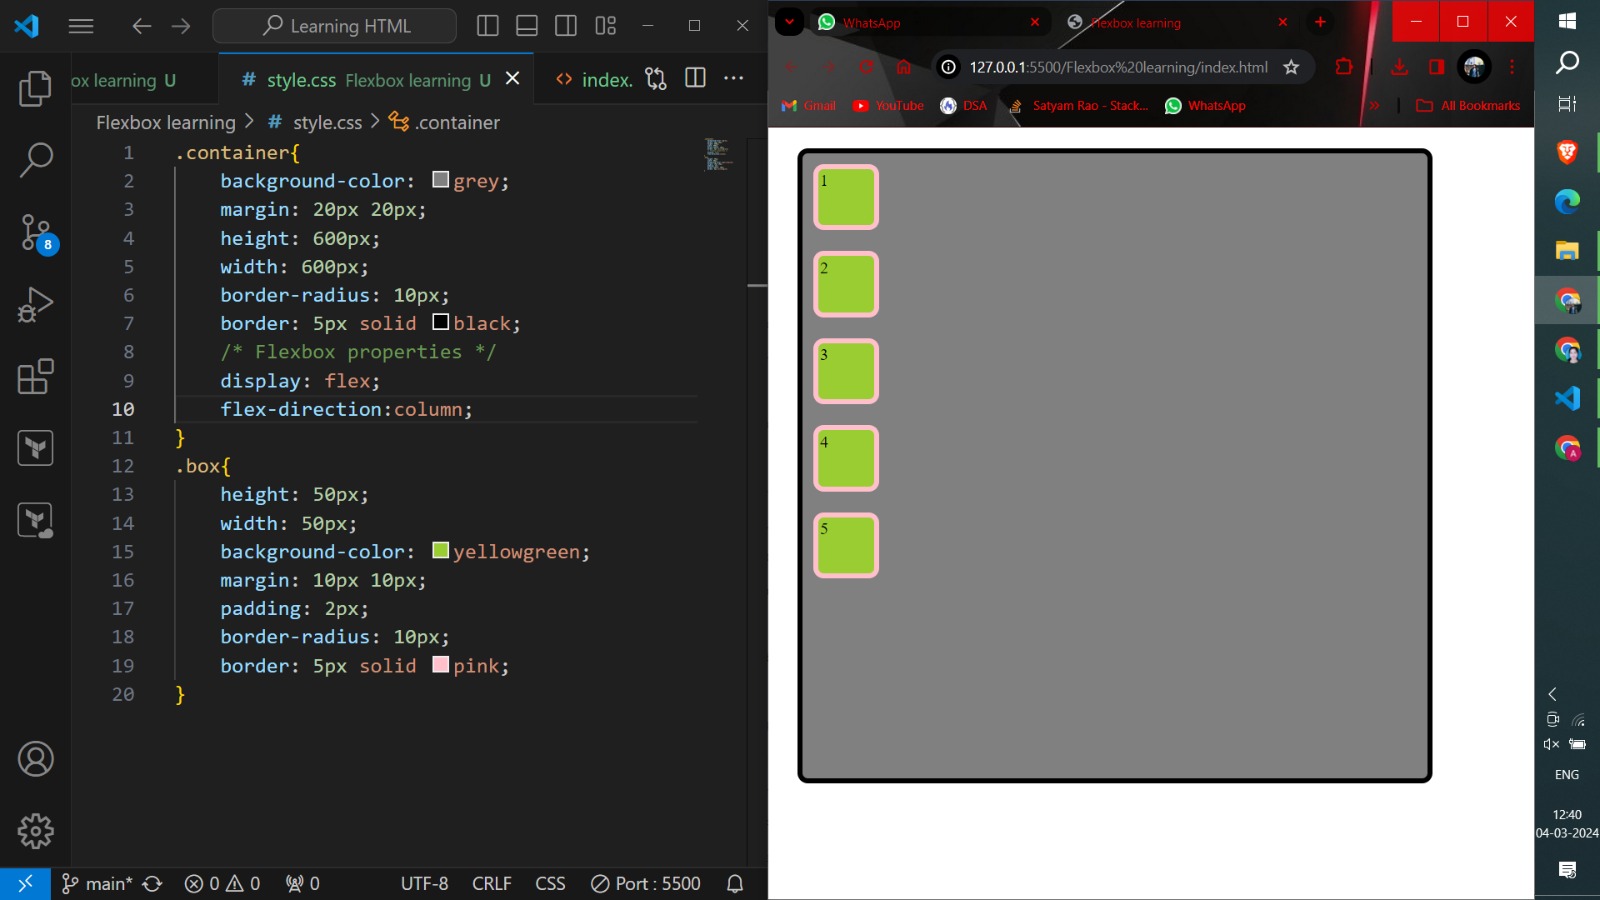 Learning HTML
ox learning U
# style.css Flexbox learning U
<> index.
Flexbox learning > # style.css > .container
1 .container{
2 background-color: grey;
3 margin: 20px 20px;
4 height: 600px;
5 width: 600px;
6 border-radius: 10px;
7 border: 5px solid black;
8 /* Flexbox properties */
9 display: flex;
10 flex-direction:column;
11 }
12 .box{
13 height: 50px;
14 width: 50px;
15 background-color: yellowgreen;
16 margin: 10px 10px;
17 padding: 2px;
18 border-radius: 10px;
19 border: 5px solid pink;
20 }
8
main* 0 0 0 UTF-8 CRLF CSS Port : 5500
WhatsApp
Flexbox learning
127.0.0.1:5500/Flexbox%20learning/index.html
Gmail YouTube DSA Satyam Rao - Stack... WhatsApp » All Bookmarks
1
2
3
4
5
A
ENG
12:40
04-03-2024